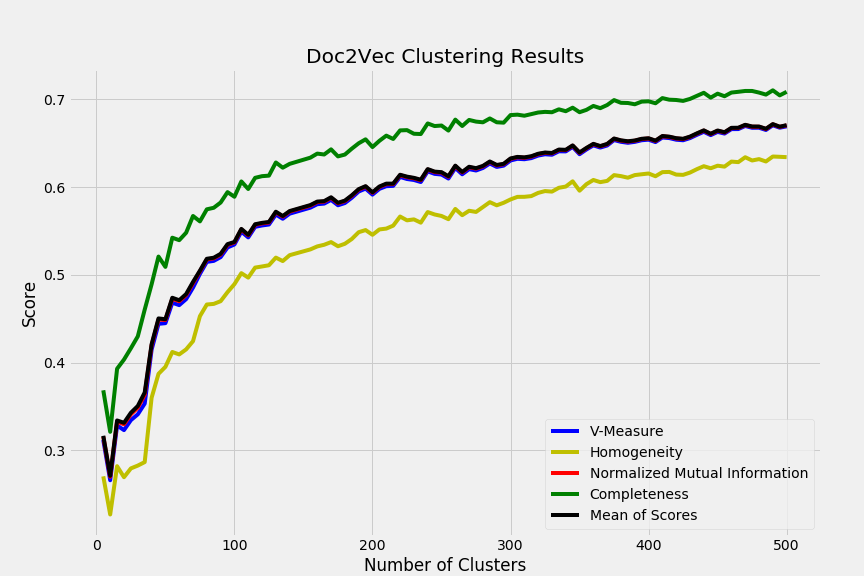 Doc2Vec Clustering Results
Score
0.7
0.6
0.5
0.4
0.3
V-Measure
Homogeneity
Normalized Mutual Information
Completeness
Mean of Scores
0 100 200 300 400 500
Number of Clusters